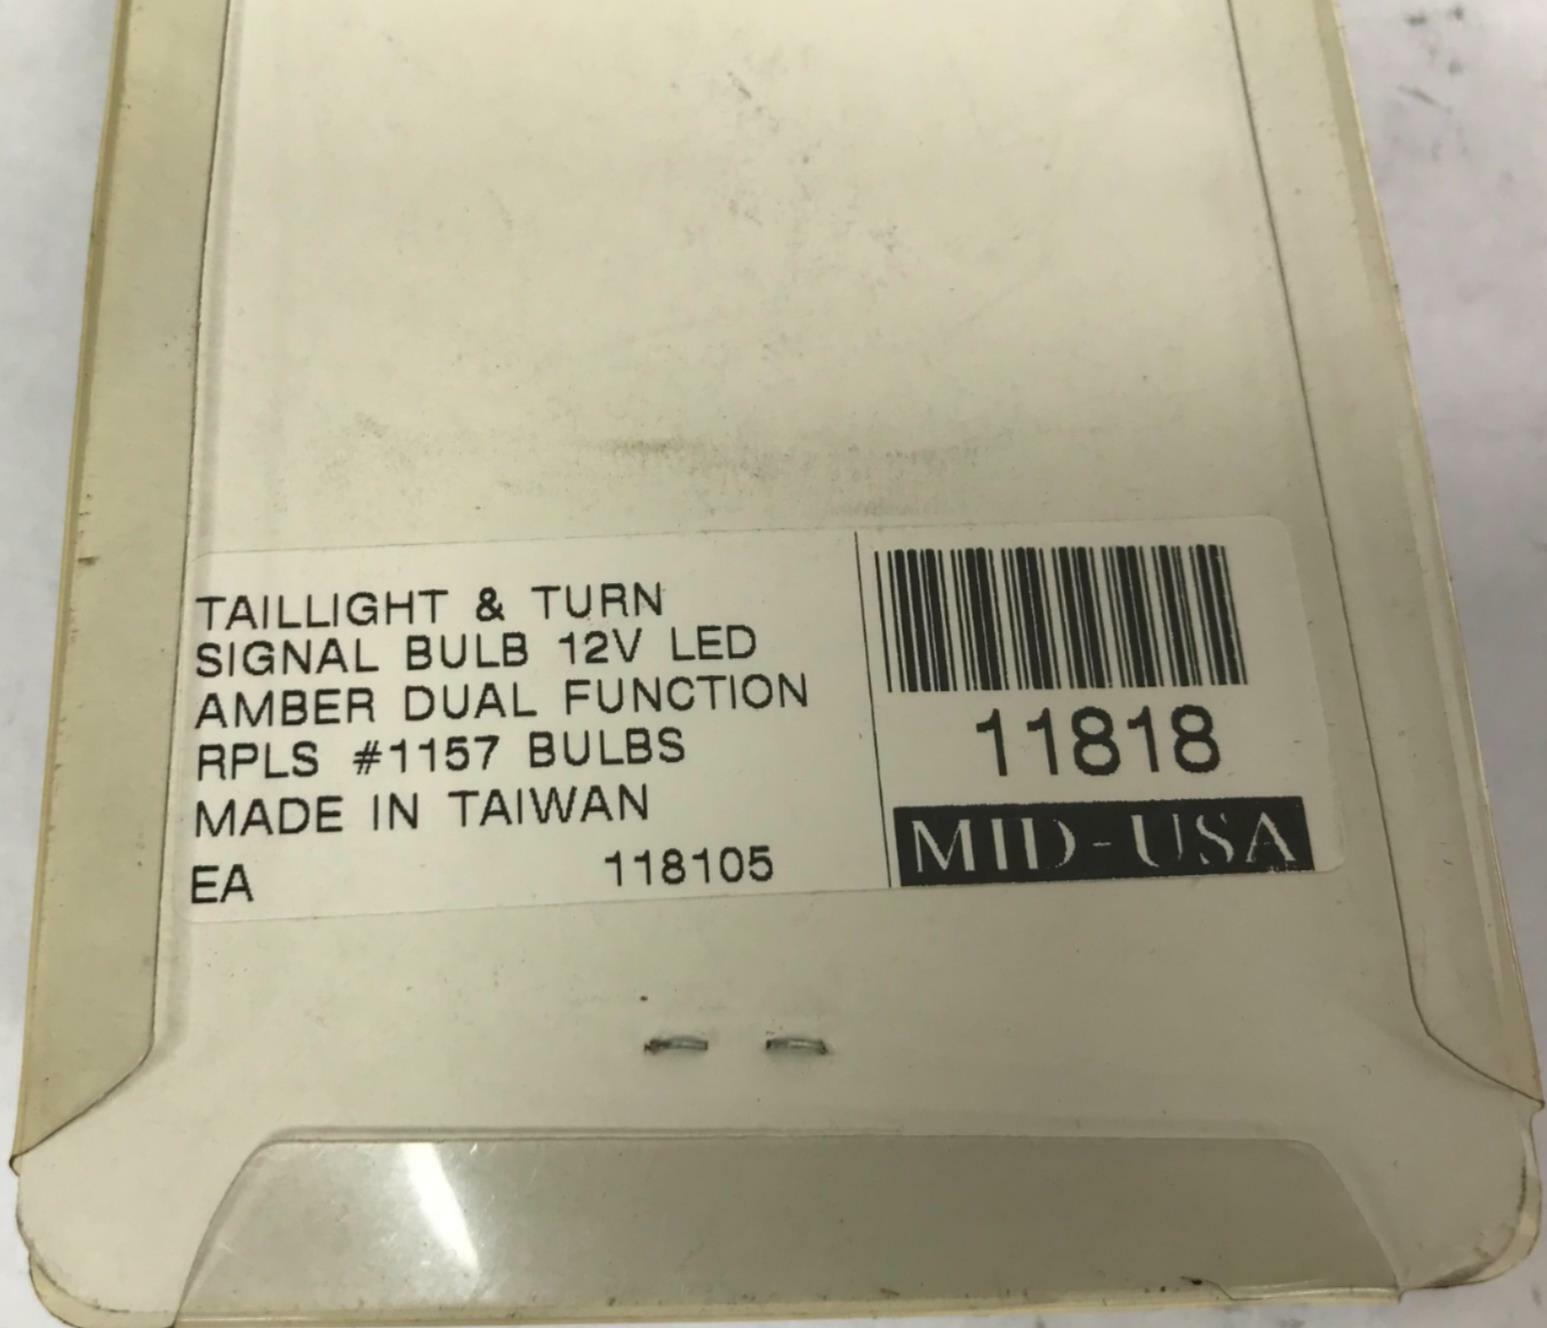 TAILLIGHT & TURN
SIGNAL BULB 12V LED
AMBER DUAL FUNCTION
RPLS #1157 BULBS
MADE IN TAIWAN
EA 118105
11818
MID-USA